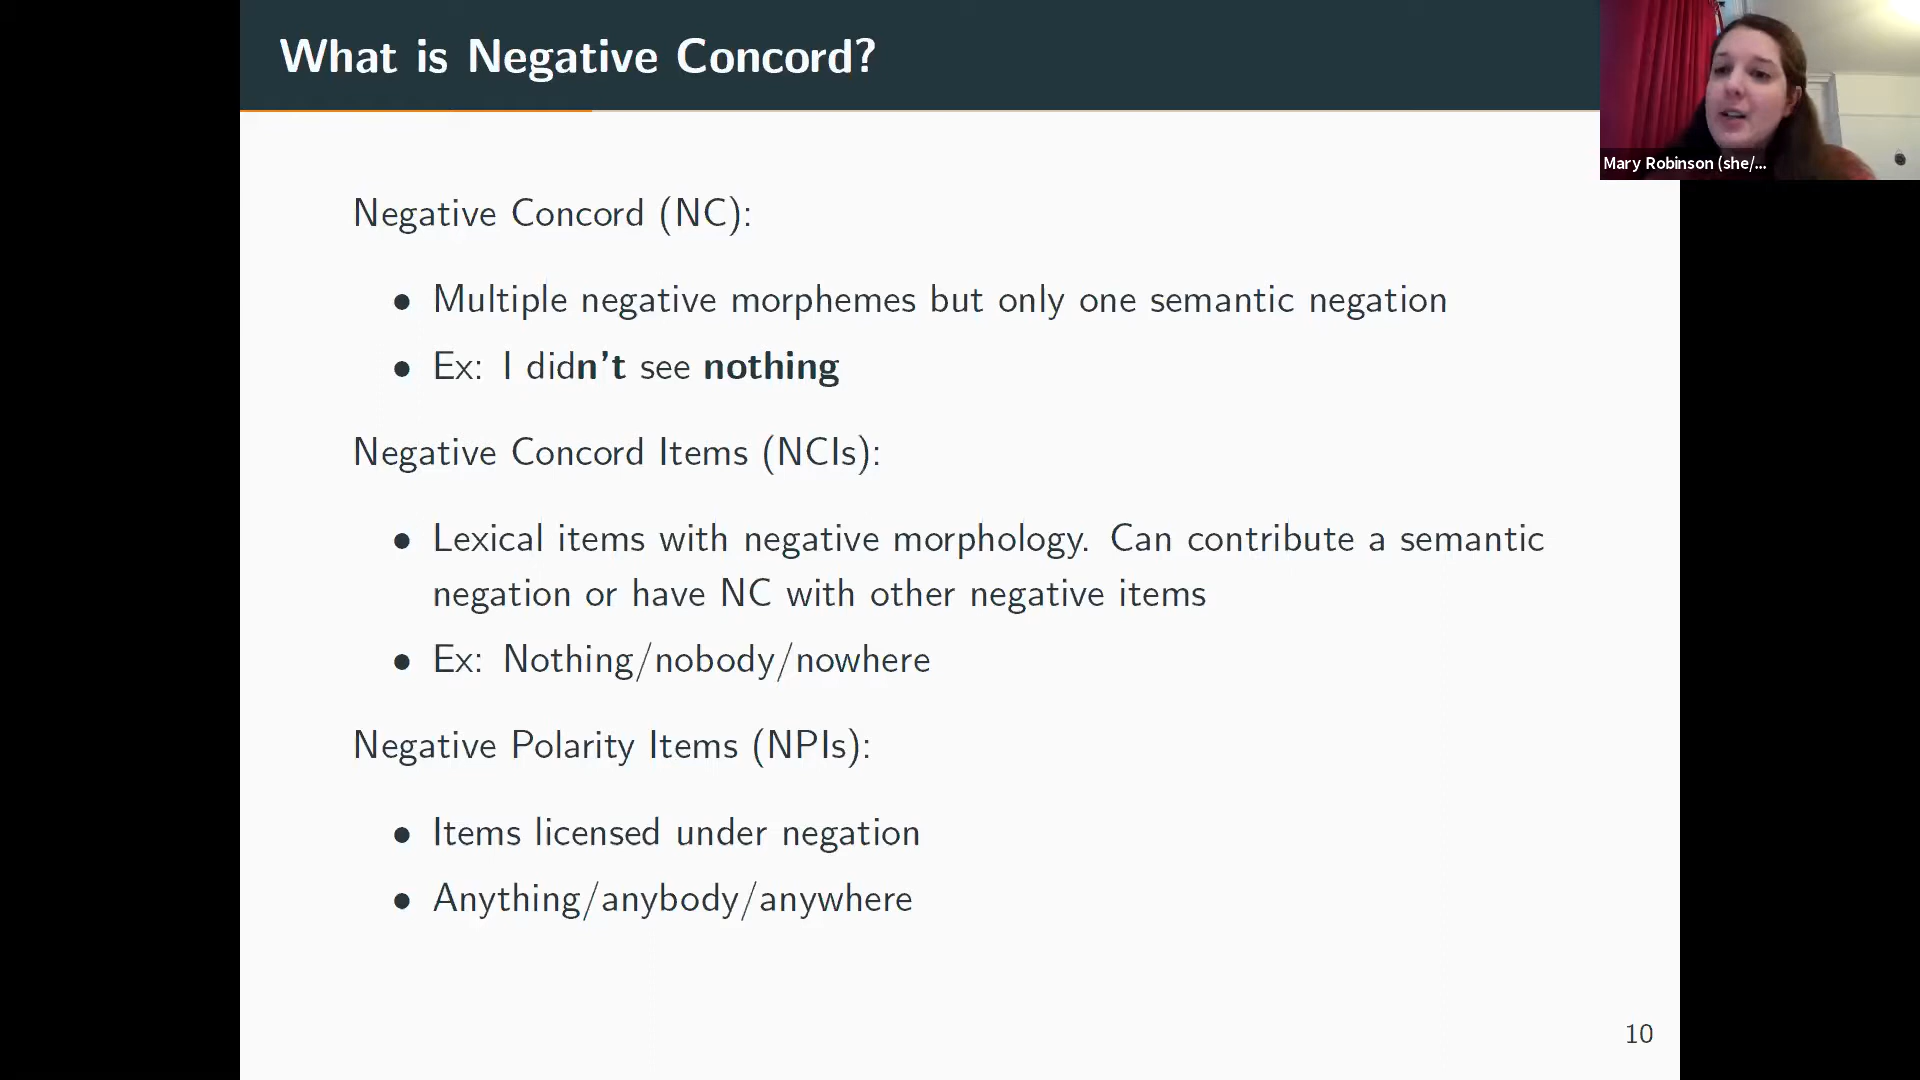 What is Negative Concord?
Mary Robinson (she/...
Negative Concord (NC):
• Multiple negative morphemes but only one semantic negation
• Ex: I didn't see nothing
Negative Concord Items (NCIs):
• Lexical items with negative morphology. Can contribute a semantic
negation or have NC with other negative items
• Ex: Nothing/nobody/nowhere
Negative Polarity Items (NPIs):
• Items licensed under negation
• Anything/anybody/anywhere
10